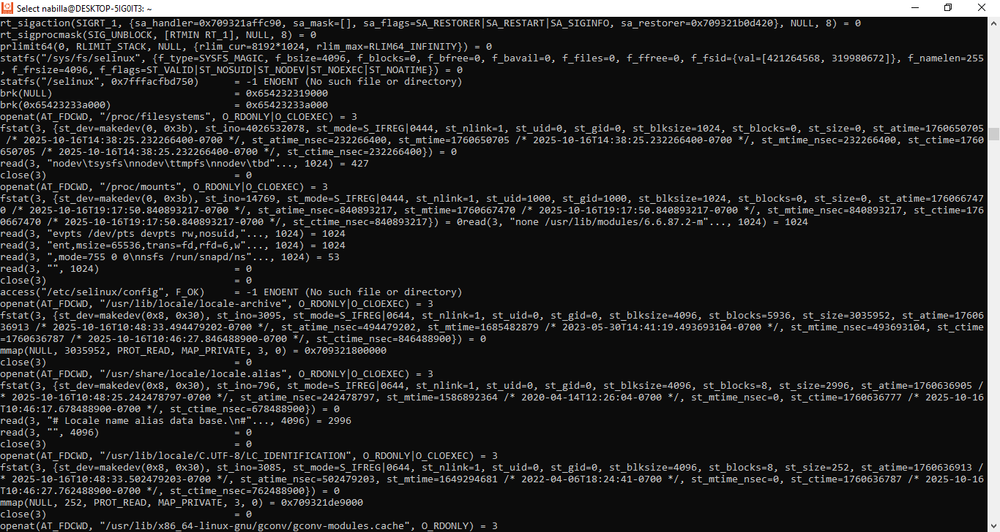 Select nabilla@DESKTOP-5IG0IT3: ~
rt_sigaction(SIGRT_1, {sa_handler=0x709321affc90, sa_mask=[], sa_flags=SA_RESTORER|SA_RESTART|SA_SIGINFO, sa_restorer=0x709321b0d420}, NULL, 8) = 0
rt_sigprocmask(SIG_UNBLOCK, [RTMIN RT_1], NULL, 8) = 0
prlimit64(0, RLIMIT_STACK, NULL, {rlim_cur=8192*1024, rlim_max=RLIM64_INFINITY}) = 0
statfs("/sys/fs/selinux", {f_type=SYSFS_MAGIC, f_bsize=4096, f_blocks=0, f_bfree=0, f_bavail=0, f_files=0, f_ffree=0, f_fsid={val=[421264568, 319980672]}, f_namelen=255
, f_frsize=4096, f_flags=ST_VALID|ST_NOSUID|ST_NODEV|ST_NOEXEC|ST_NOATIME}) = 0
statfs("/selinux", 0x7fffacfbd750)      = -1 ENOENT (No such file or directory)
brk(NULL)                               = 0x654232319000
brk(0x65423233a000)                     = 0x65423233a000
openat(AT_FDCWD, "/proc/filesystems", O_RDONLY|O_CLOEXEC) = 3
fstat(3, {st_dev=makedev(0, 0x3b), st_ino=4026532078, st_mode=S_IFREG|0444, st_nlink=1, st_uid=0, st_gid=0, st_blksize=1024, st_blocks=0, st_size=0, st_atime=1760650705
 /* 2025-10-16T14:38:25.232266400-0700 */, st_atime_nsec=232266400, st_mtime=1760650705 /* 2025-10-16T14:38:25.232266400-0700 */, st_mtime_nsec=232266400, st_ctime=1760
650705 /* 2025-10-16T14:38:25.232266400-0700 */, st_ctime_nsec=232266400}) = 0
read(3, "nodev\tsysfs\nnodev\ttmpfs\nnodev\tbd"..., 1024) = 427
close(3)                                = 0
openat(AT_FDCWD, "/proc/mounts", O_RDONLY|O_CLOEXEC) = 3
fstat(3, {st_dev=makedev(0, 0x3b), st_ino=14769, st_mode=S_IFREG|0444, st_nlink=1, st_uid=1000, st_gid=1000, st_blksize=1024, st_blocks=0, st_size=0, st_atime=176066747
0 /* 2025-10-16T19:17:50.840893217-0700 */, st_atime_nsec=840893217, st_mtime=1760667470 /* 2025-10-16T19:17:50.840893217-0700 */, st_mtime_nsec=840893217, st_ctime=176
0667470 /* 2025-10-16T19:17:50.840893217-0700 */, st_ctime_nsec=840893217}) = 0read(3, "none /usr/lib/modules/6.6.87.2-m"..., 1024) = 1024
read(3, "evpts /dev/pts devpts rw,nosuid,"..., 1024) = 1024
read(3, "ent,msize=65536,trans=fd,rfd=6,w"..., 1024) = 1024
read(3, ",mode=755 0 0\nnsfs /run/snapd/ns"..., 1024) = 53
read(3, "", 1024)                       = 0
close(3)                                = 0
access("/etc/selinux/config", F_OK)     = -1 ENOENT (No such file or directory)
openat(AT_FDCWD, "/usr/lib/locale/locale-archive", O_RDONLY|O_CLOEXEC) = 3
fstat(3, {st_dev=makedev(0x8, 0x30), st_ino=3095, st_mode=S_IFREG|0644, st_nlink=1, st_uid=0, st_gid=0, st_blksize=4096, st_blocks=5936, st_size=3035952, st_atime=17606
36913 /* 2025-10-16T10:48:33.494479202-0700 */, st_atime_nsec=494479202, st_mtime=1685482879 /* 2023-05-30T14:41:19.493693104-0700 */, st_mtime_nsec=493693104, st_ctime
=1760636787 /* 2025-10-16T10:46:27.846488900-0700 */, st_ctime_nsec=846488900}) = 0
mmap(NULL, 3035952, PROT_READ, MAP_PRIVATE, 3, 0) = 0x709321800000
close(3)                                = 0
openat(AT_FDCWD, "/usr/share/locale/locale.alias", O_RDONLY|O_CLOEXEC) = 3
fstat(3, {st_dev=makedev(0x8, 0x30), st_ino=796, st_mode=S_IFREG|0644, st_nlink=1, st_uid=0, st_gid=0, st_blksize=4096, st_blocks=8, st_size=2996, st_atime=1760636905 /
* 2025-10-16T10:48:25.242478797-0700 */, st_atime_nsec=242478797, st_mtime=1586892364 /* 2020-04-14T12:26:04-0700 */, st_mtime_nsec=0, st_ctime=1760636777 /* 2025-10-16
T10:46:17.678488900-0700 */, st_ctime_nsec=678488900}) = 0
read(3, "# Locale name alias data base.\n#"..., 4096) = 2996
read(3, "", 4096)                       = 0
close(3)                                = 0
openat(AT_FDCWD, "/usr/lib/locale/C.UTF-8/LC_IDENTIFICATION", O_RDONLY|O_CLOEXEC) = 3
fstat(3, {st_dev=makedev(0x8, 0x30), st_ino=3085, st_mode=S_IFREG|0644, st_nlink=1, st_uid=0, st_gid=0, st_blksize=4096, st_blocks=8, st_size=252, st_atime=1760636913 /
* 2025-10-16T10:48:33.502479203-0700 */, st_atime_nsec=502479203, st_mtime=1649294681 /* 2022-04-06T18:24:41-0700 */, st_mtime_nsec=0, st_ctime=1760636787 /* 2025-10-16
T10:46:27.762488900-0700 */, st_ctime_nsec=762488900}) = 0
mmap(NULL, 252, PROT_READ, MAP_PRIVATE, 3, 0) = 0x709321de9000
close(3)                                = 0
openat(AT_FDCWD, "/usr/lib/x86_64-linux-gnu/gconv/gconv-modules.cache", O_RDONLY) = 3